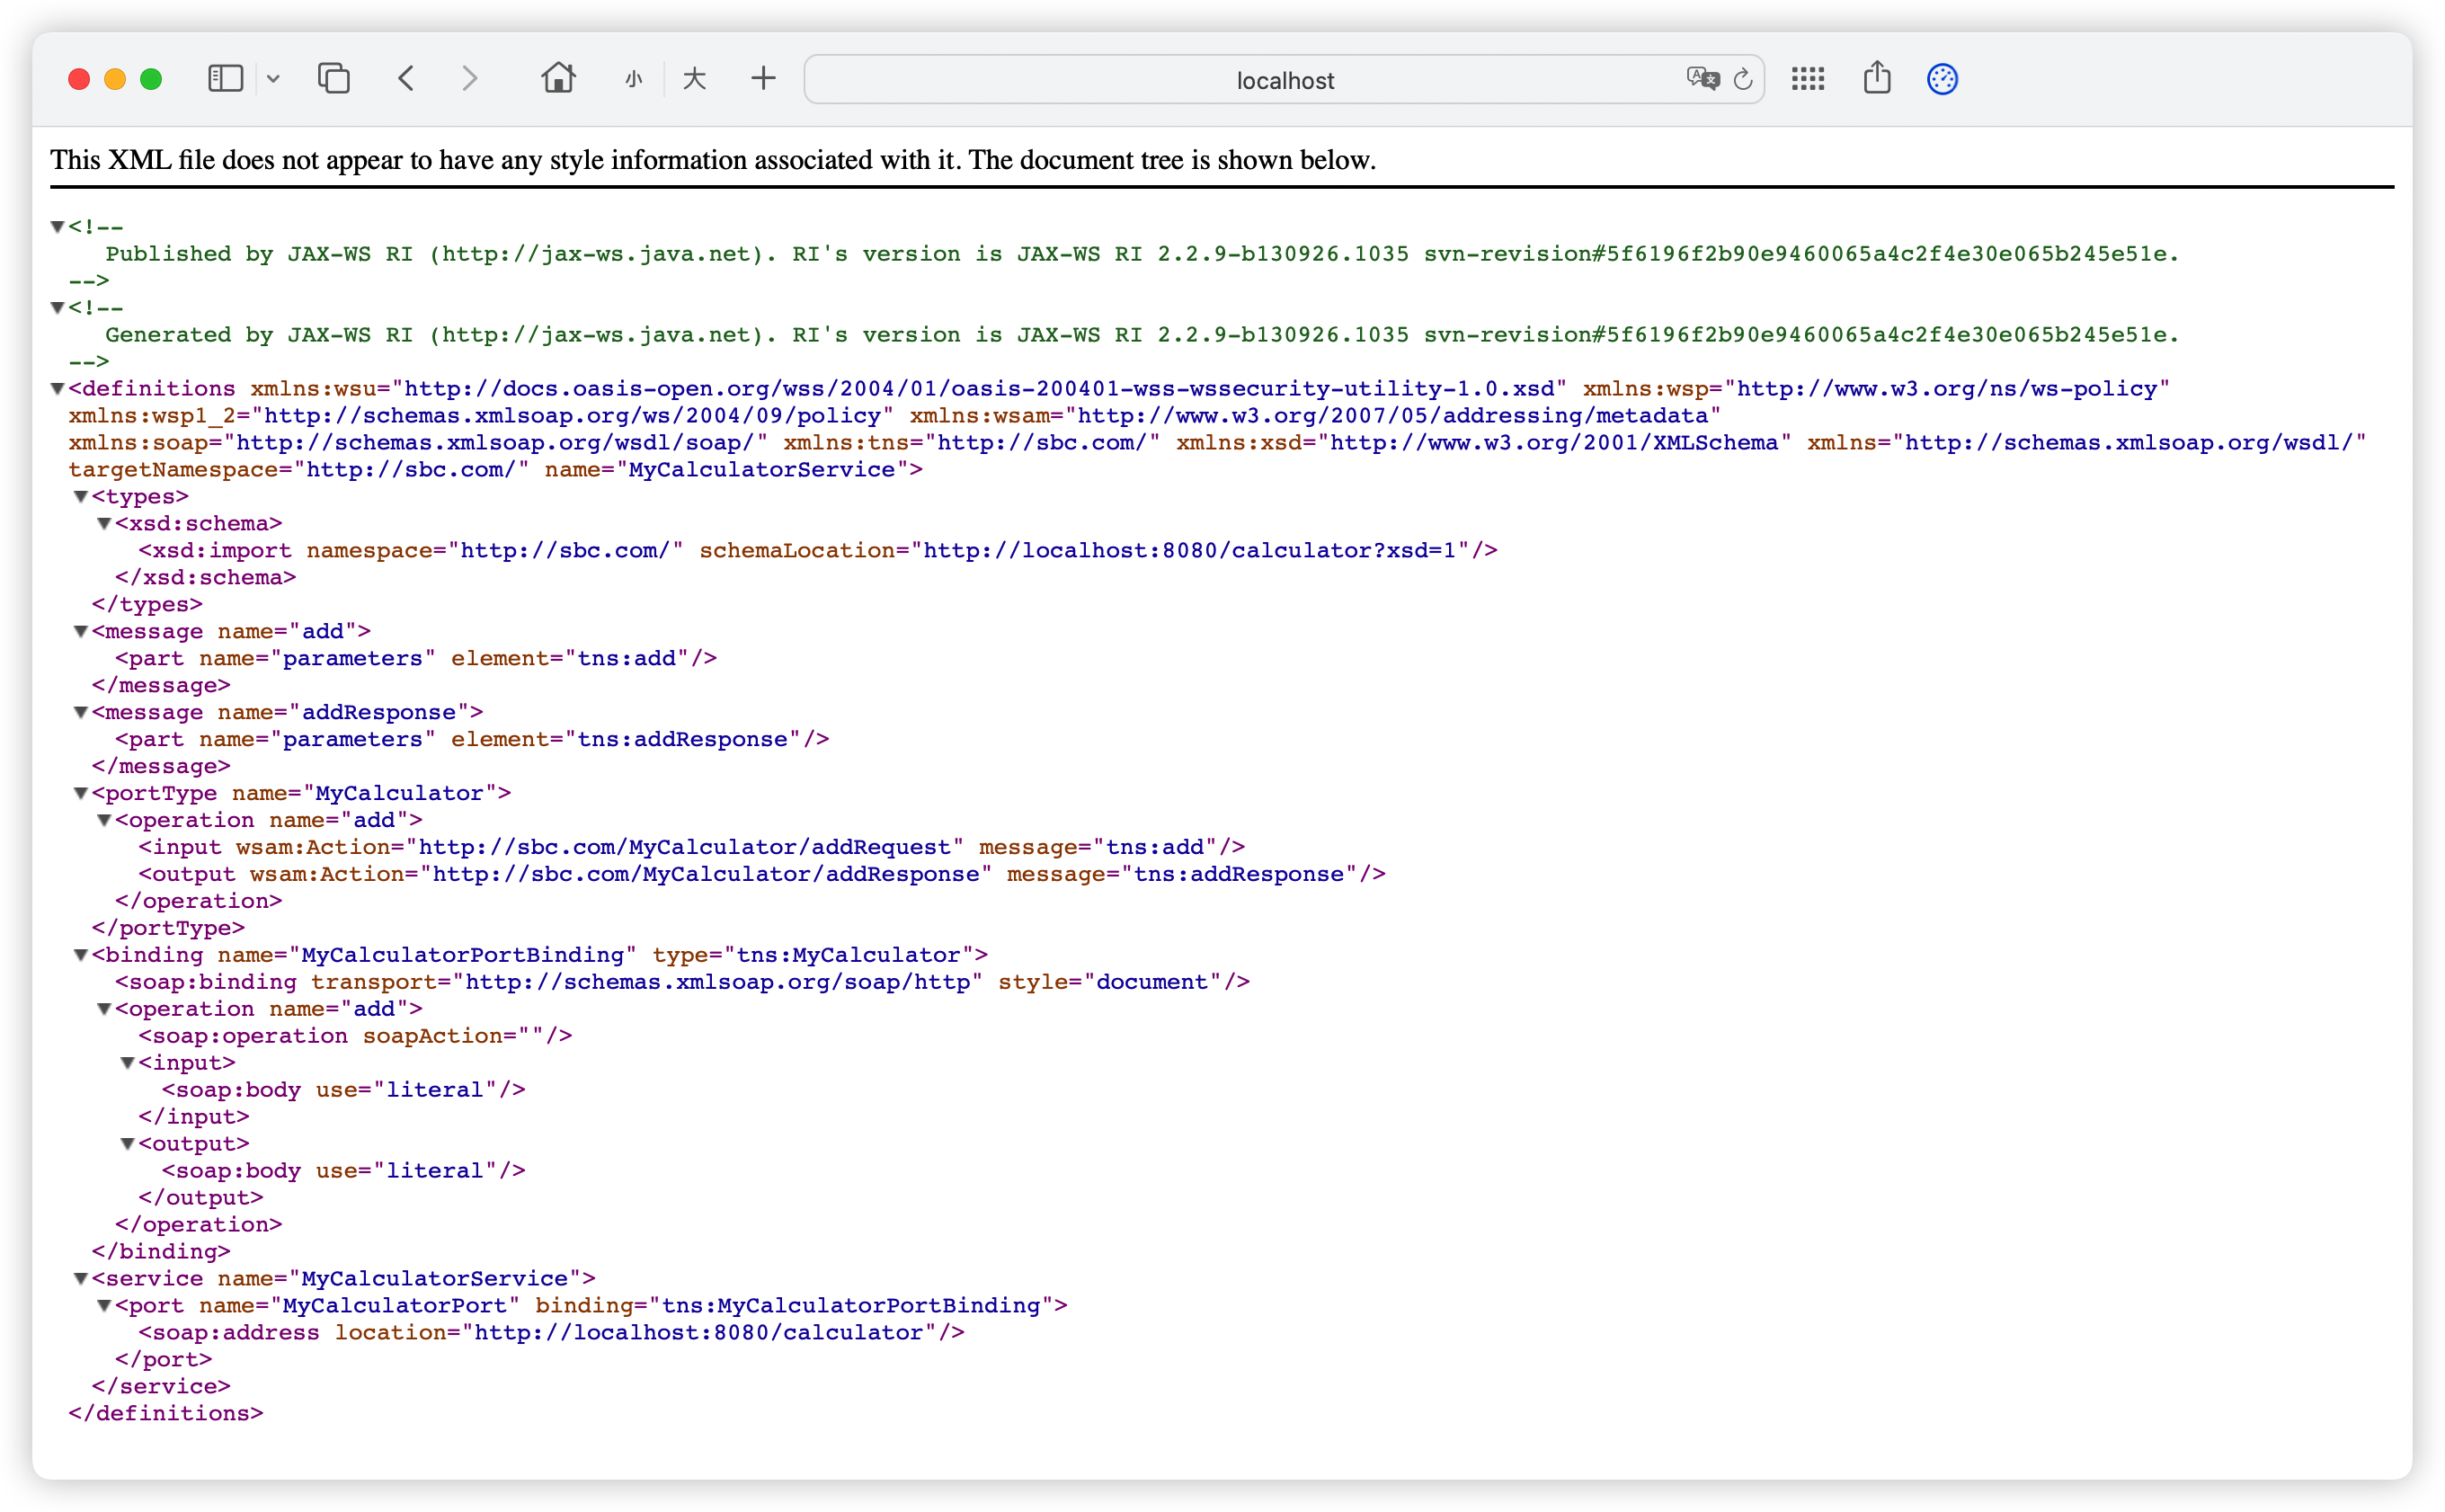 小 大 localhost
This XML file does not appear to have any style information associated with it. The document tree is shown below.
<!--
Published by JAX-WS RI (http://jax-ws.java.net). RI's version is JAX-WS RI 2.2.9-b130926.1035 svn-revision#5f6196f2b90e9460065a4c2f4e30e065b245e51e.
-->
<!--
Generated by JAX-WS RI (http://jax-ws.java.net). RI's version is JAX-WS RI 2.2.9-b130926.1035 svn-revision#5f6196f2b90e9460065a4c2f4e30e065b245e51e.
-->
<definitions xmlns:wsu="http://docs.oasis-open.org/wss/2004/01/oasis-200401-wss-wssecurity-utility-1.0.xsd" xmlns:wsp="http://www.w3.org/ns/ws-policy"
xmlns:wsp1_2="http://schemas.xmlsoap.org/ws/2004/09/policy" xmlns:wsam="http://www.w3.org/2007/05/addressing/metadata"
xmlns:soap="http://schemas.xmlsoap.org/wsdl/soap/" xmlns:tns="http://sbc.com/" xmlns:xsd="http://www.w3.org/2001/XMLSchema" xmlns="http://schemas.xmlsoap.org/wsdl/"
targetNamespace="http://sbc.com/" name="MyCalculatorService">
<types>
<xsd:schema>
<xsd:import namespace="http://sbc.com/" schemaLocation="http://localhost:8080/calculator?xsd=1"/>
</xsd:schema>
</types>
<message name="add">
<part name="parameters" element="tns:add"/>
</message>
<message name="addResponse">
<part name="parameters" element="tns:addResponse"/>
</message>
<portType name="MyCalculator">
<operation name="add">
<input wsam:Action="http://sbc.com/MyCalculator/addRequest" message="tns:add"/>
<output wsam:Action="http://sbc.com/MyCalculator/addResponse" message="tns:addResponse"/>
</operation>
</portType>
<binding name="MyCalculatorPortBinding" type="tns:MyCalculator">
<soap:binding transport="http://schemas.xmlsoap.org/soap/http" style="document"/>
<operation name="add">
<soap:operation soapAction=""/>
<input>
<soap:body use="literal"/>
</input>
<output>
<soap:body use="literal"/>
</output>
</operation>
</binding>
<service name="MyCalculatorService">
<port name="MyCalculatorPort" binding="tns:MyCalculatorPortBinding">
<soap:address location="http://localhost:8080/calculator"/>
</port>
</service>
</definitions>